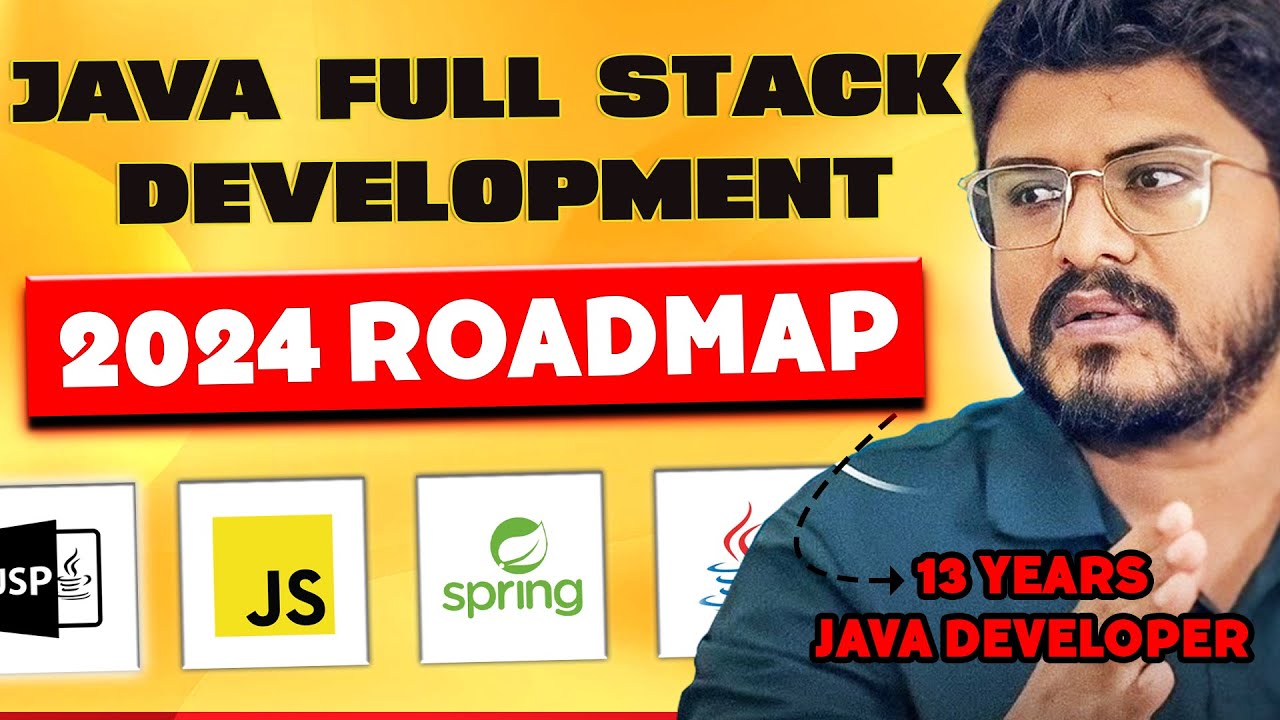 JAVA FULL STACK
DEVELOPMENT
2024 ROADMAP
JSP
JS
spring
13 YEARS
JAVA DEVELOPER